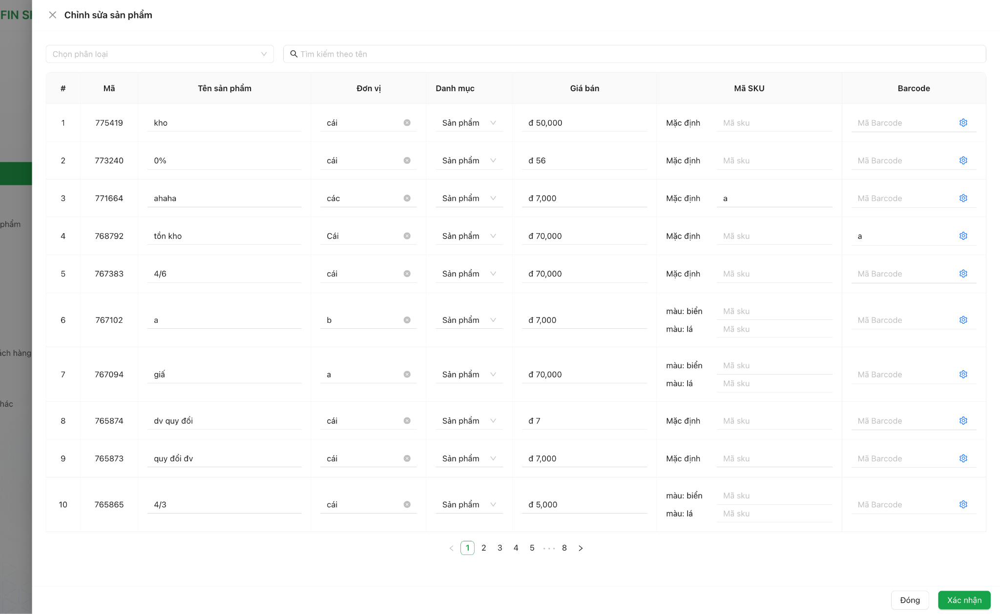 FIN SH
Chỉnh sửa sản phẩm
Chọn phân loại
Tìm kiếm theo tên
# Mã Tên sản phẩm Đơn vị Danh mục Giá bán Mã SKU Barcode
1 775419 kho cái Sản phẩm đ 50,000 Mặc định Mã sku Mã Barcode
2 773240 0% cái Sản phẩm đ 56 Mặc định Mã sku Mã Barcode
3 771664 ahaha các Sản phẩm đ 7,000 Mặc định a Mã Barcode
phẩm
4 768792 tồn kho Cái Sản phẩm đ 70,000 Mặc định Mã sku a
5 767383 4/6 cái Sản phẩm đ 70,000 Mặc định Mã sku Mã Barcode
6 767102 a b Sản phẩm đ 7,000 màu: biển Mã sku Mã Barcode
màu: lá Mã sku
ách hàng
7 767094 giấ a Sản phẩm đ 70,000 màu: biển Mã sku Mã Barcode
màu: lá Mã sku
hác
8 765874 dv quy đổi cái Sản phẩm đ 7 Mặc định Mã sku Mã Barcode
9 765873 quy đổi đv cái Sản phẩm đ 7,000 Mặc định Mã sku Mã Barcode
10 765865 4/3 cái Sản phẩm đ 5,000 màu: biển Mã sku Mã Barcode
màu: lá Mã sku
1 2 3 4 5 ••• 8
Đóng
Xác nhận